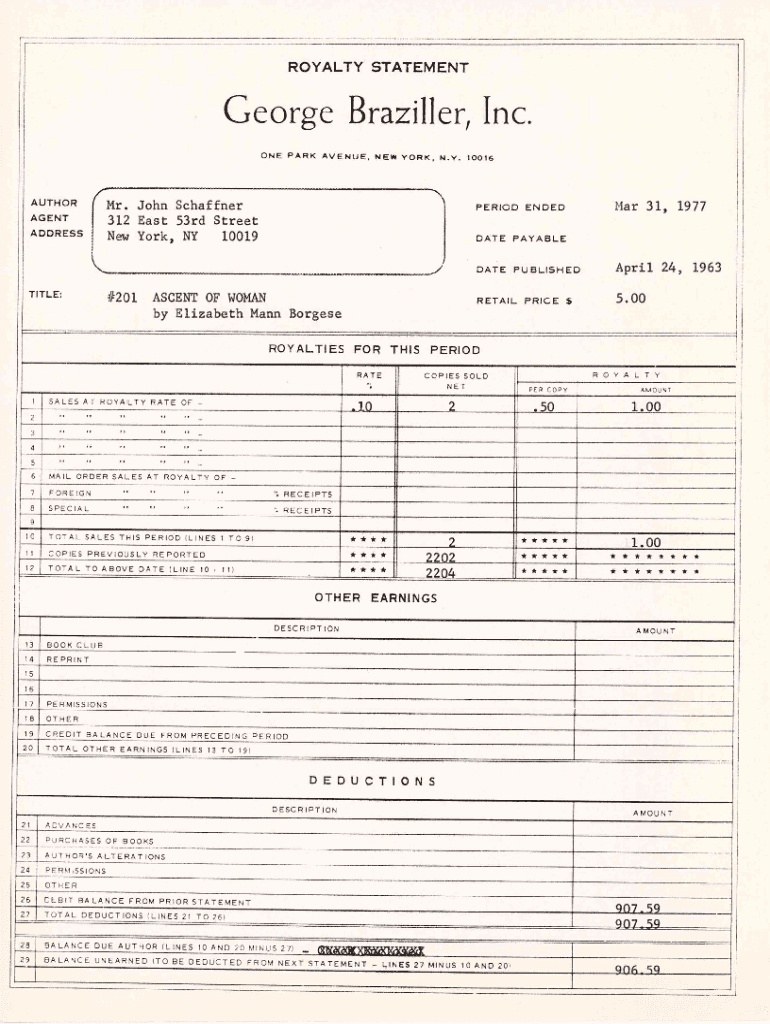 ROYALTY STATEMENT
George Braziller, Inc.
ONE PARK AVENUE, NEW YORK, N.Y. 10016
AUTHOR
AGENT
ADDRESS
Mr. John Schaffner
312 East 53rd Street
New York, NY 10019
PERIOD ENDED Mar 31, 1977
DATE PAYABLE
DATE PUBLISHED April 24, 1963
TITLE: #201 ASCENT OF WOMAN
by Elizabeth Mann Borgese
RETAIL PRICE $ 5.00
ROYALTIES FOR THIS PERIOD
RATE % COPIES SOLD NET ROYALTY
PER COPY AMOUNT
1 SALES AT ROYALTY RATE OF - .10 2 .50 1.00
2 " " " " " -
3 " " " " " -
4 " " " " " -
5 " " " " " -
6 MAIL ORDER SALES AT ROYALTY OF -
7 FOREIGN " " " " % RECEIPTS
8 SPECIAL " " " " % RECEIPTS
9
10 TOTAL SALES THIS PERIOD (LINES 1 TO 9) * * * * 2 * * * * * 1.00
11 COPIES PREVIOUSLY REPORTED * * * * 2202 * * * * * * * * * * * * *
12 TOTAL TO ABOVE DATE (LINE 10 + 11) * * * * 2204 * * * * * * * * * * * * *
OTHER EARNINGS
DESCRIPTION AMOUNT
13 BOOK CLUB
14 REPRINT
15
16
17 PERMISSIONS
18 OTHER
19 CREDIT BALANCE DUE FROM PRECEDING PERIOD
20 TOTAL OTHER EARNINGS (LINES 13 TO 19)
DEDUCTIONS
DESCRIPTION AMOUNT
21 ADVANCES
22 PURCHASES OF BOOKS
23 AUTHOR'S ALTERATIONS
24 PERMISSIONS
25 OTHER
26 DEBIT BALANCE FROM PRIOR STATEMENT 907.59
27 TOTAL DEDUCTIONS (LINES 21 TO 26) 907.59
28 BALANCE DUE AUTHOR (LINES 10 AND 20 MINUS 27) -
29 BALANCE UNEARNED (TO BE DEDUCTED FROM NEXT STATEMENT - LINES 27 MINUS 10 AND 20) 906.59